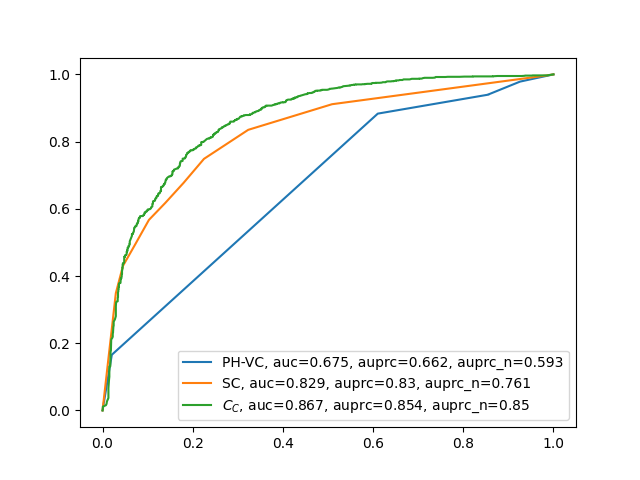 1.0
0.8
0.6
0.4
0.2
0.0
PH-VC, auc=0.675, auprc=0.662, auprc_n=0.593
SC, auc=0.829, auprc=0.83, auprc_n=0.761
C_C, auc=0.867, auprc=0.854, auprc_n=0.85
0.0 0.2 0.4 0.6 0.8 1.0